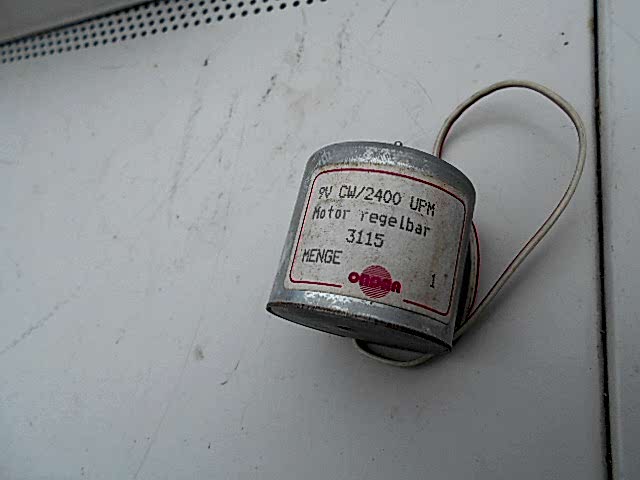 9V CW/2400 UPM
Motor regelbar
3115
MENGE 1